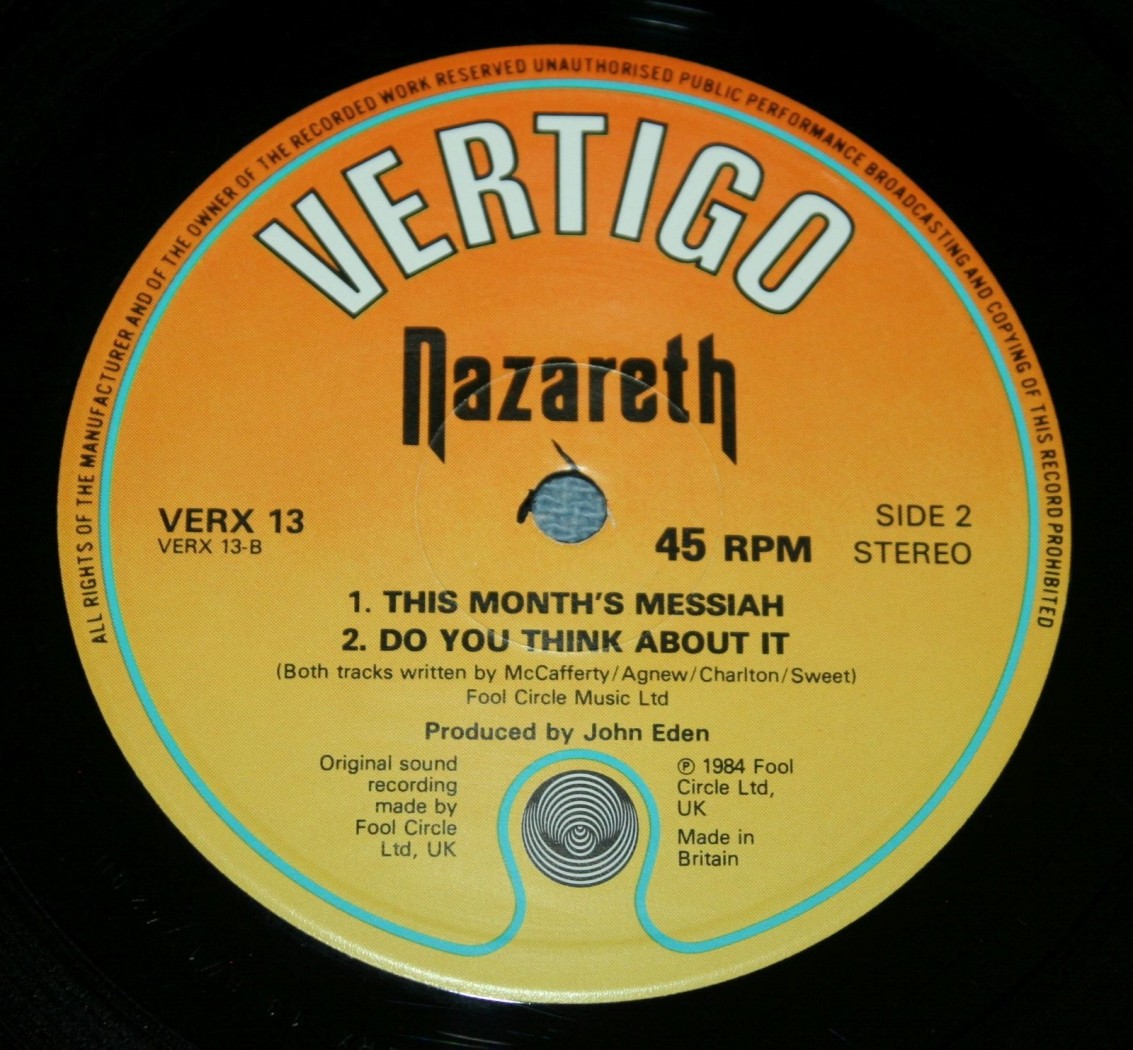 ALL RIGHTS OF THE MANUFACTURER AND OF THE OWNER OF THE RECORDED WORK RESERVED UNAUTHORISED PUBLIC PERFORMANCE BROADCASTING AND COPYING OF THIS RECORD PROHIBITED
VERTIGO
Nazareth
VERX 13
VERX 13-B
45 RPM
SIDE 2
STEREO
1. THIS MONTH'S MESSIAH
2. DO YOU THINK ABOUT IT
(Both tracks written by McCafferty/Agnew/Charlton/Sweet)
Fool Circle Music Ltd
Produced by John Eden
Original sound
recording
made by
Fool Circle
Ltd, UK
℗ 1984 Fool
Circle Ltd,
UK
Made in
Britain